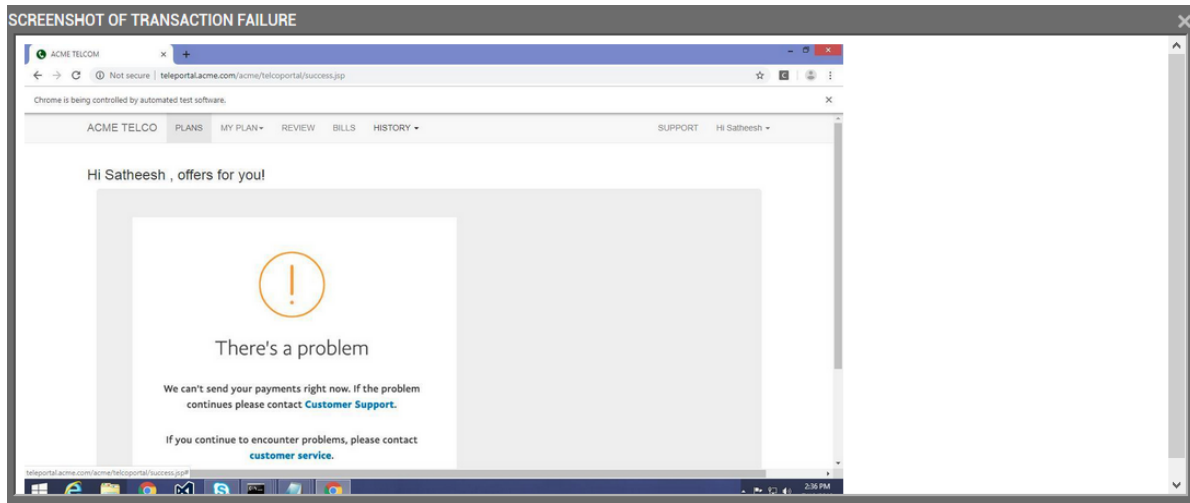 SCREENSHOT OF TRANSACTION FAILURE
ACME TELCOM
Not secure | teleportal.acme.com/acme/telcoportal/success.jsp
Chrome is being controlled by automated test software.
ACME TELCO PLANS MY PLAN REVIEW BILLS HISTORY SUPPORT Hi Satheesh
Hi Satheesh , offers for you!
There's a problem
We can't send your payments right now. If the problem
continues please contact Customer Support.
If you continue to encounter problems, please contact
customer service.
teleportal.acme.com/acme/telcoportal/success.jsp#
2:36 PM